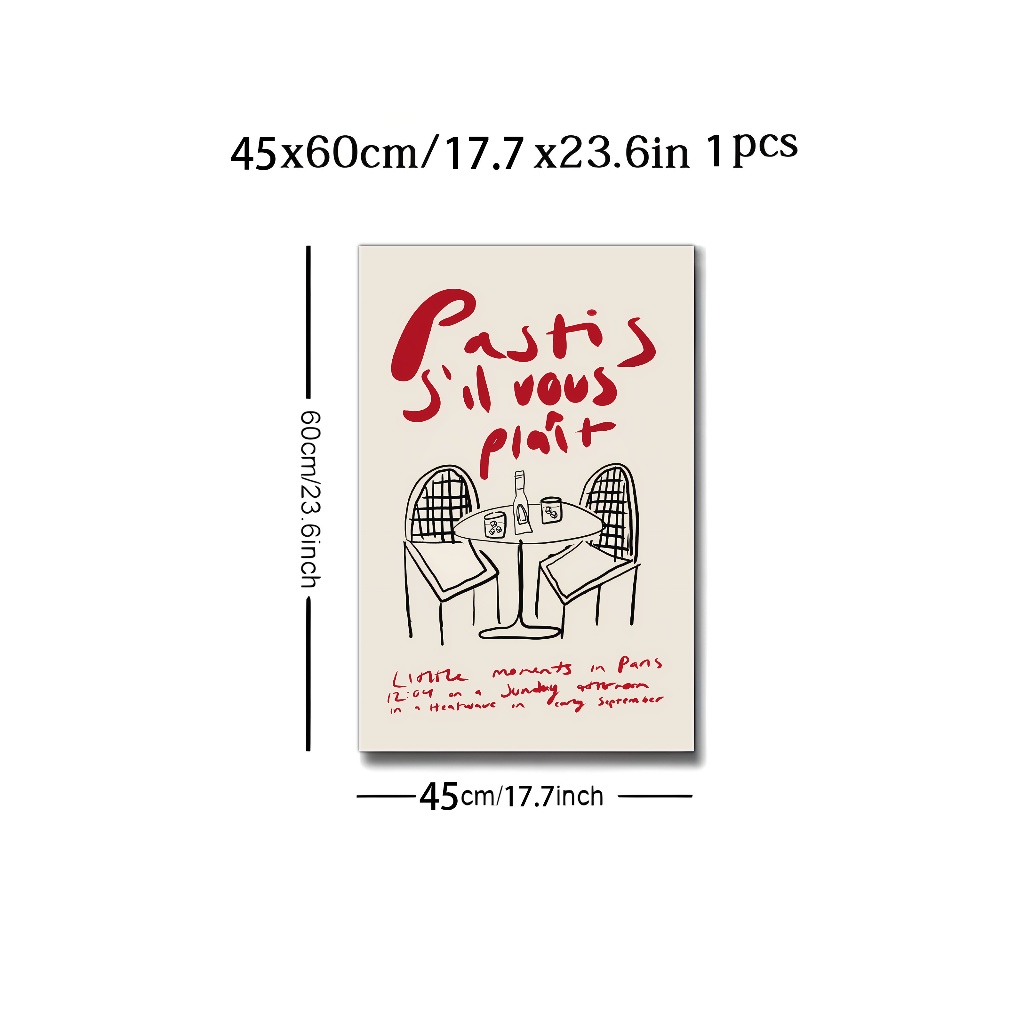 45x60cm/17.7 x23.6in 1pcs
Pastis
s'il vous
plaît
60cm/23.6inch
Little moments in Paris
12:04 on a Sunday afternoon
in a Heatwave in early September
45cm/17.7inch